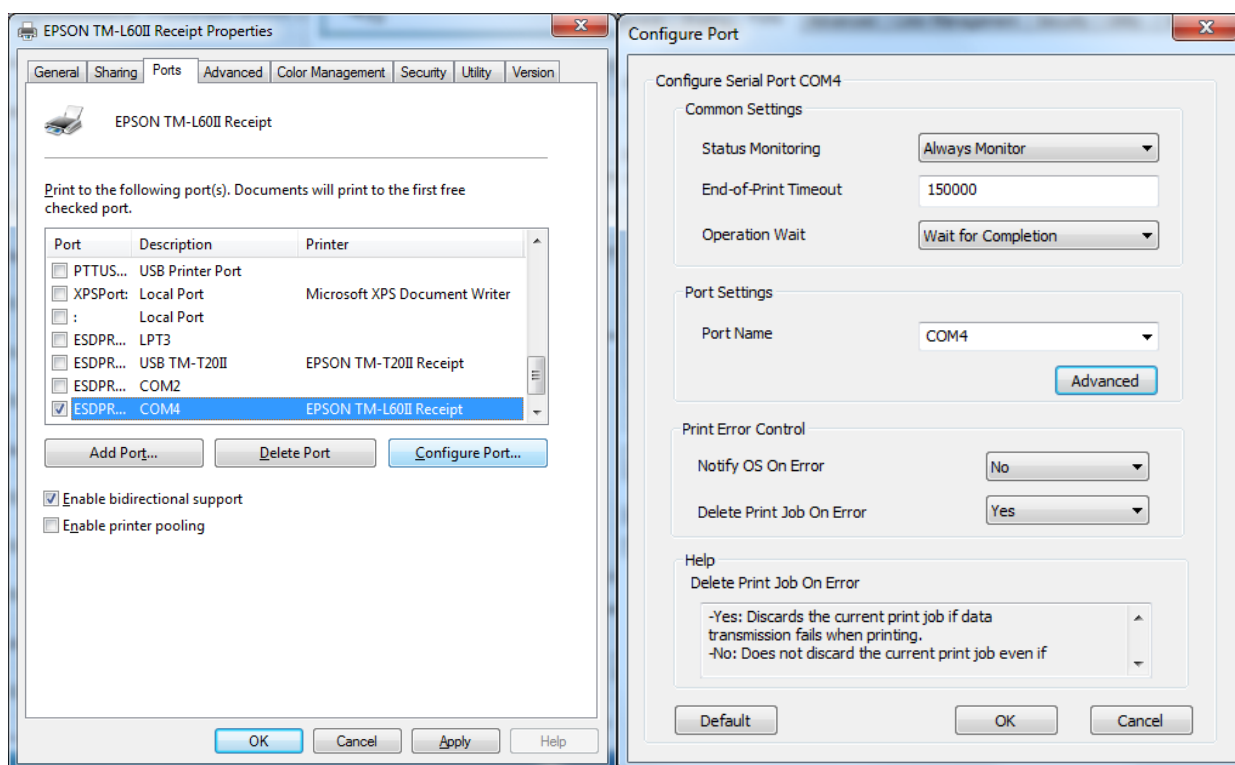 EPSON TM-L60II Receipt Properties
General Sharing Ports Advanced Color Management Security Utility Version
EPSON TM-L60II Receipt
Print to the following port(s). Documents will print to the first free
checked port.
Port Description Printer
PTTUS... USB Printer Port
XPSPort: Local Port Microsoft XPS Document Writer
: Local Port
ESDPR... LPT3
ESDPR... USB TM-T20II EPSON TM-T20II Receipt
ESDPR... COM2
ESDPR... COM4 EPSON TM-L60II Receipt
Add Port... Delete Port Configure Port...
Enable bidirectional support
Enable printer pooling
OK Cancel Apply Help
Configure Port
Configure Serial Port COM4
Common Settings
Status Monitoring Always Monitor
End-of-Print Timeout 150000
Operation Wait Wait for Completion
Port Settings
Port Name COM4
Advanced
Print Error Control
Notify OS On Error No
Delete Print Job On Error Yes
Help
Delete Print Job On Error
-Yes: Discards the current print job if data
transmission fails when printing.
-No: Does not discard the current print job even if
Default OK Cancel